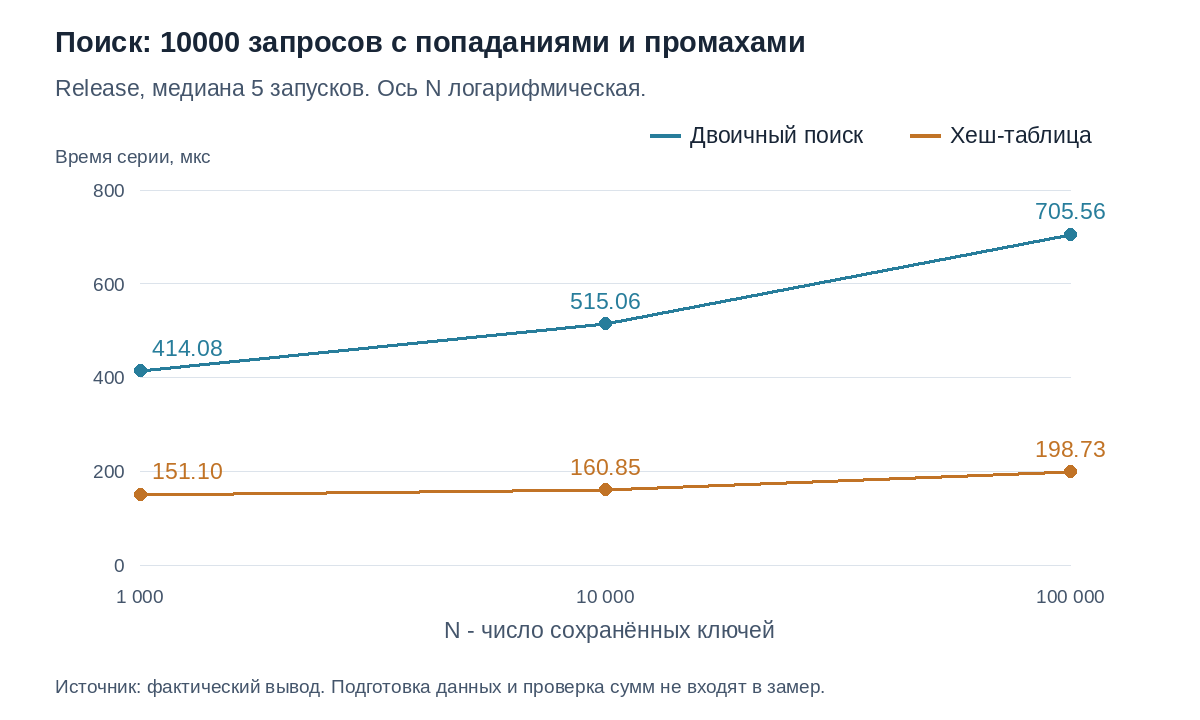 Поиск: 10000 запросов с попаданиями и промахами
Release, медиана 5 запусков. Ось N логарифмическая.
Двоичный поиск
Хеш-таблица
Время серии, мкс
800
705.56
600
515.06
414.08
400
198.73
200
151.10
160.85
0
1 000
10 000
100 000
N - число сохранённых ключей
Источник: фактический вывод. Подготовка данных и проверка сумм не входят в замер.